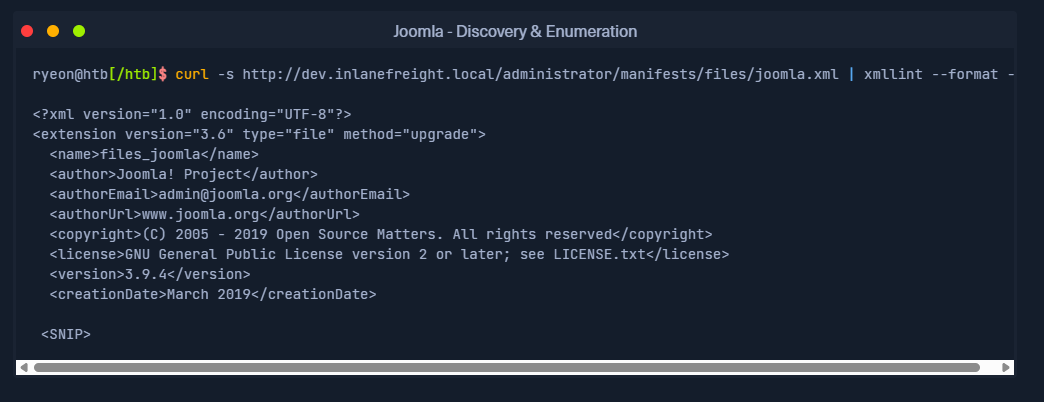 Joomla - Discovery & Enumeration
ryeon@htb[/htb]$ curl -s http://dev.inlanefreight.local/administrator/manifests/files/joomla.xml | xmllint --format -
<?xml version="1.0" encoding="UTF-8"?>
<extension version="3.6" type="file" method="upgrade">
  <name>files_joomla</name>
  <author>Joomla! Project</author>
  <authorEmail>admin@joomla.org</authorEmail>
  <authorUrl>www.joomla.org</authorUrl>
  <copyright>(C) 2005 - 2019 Open Source Matters. All rights reserved</copyright>
  <license>GNU General Public License version 2 or later; see LICENSE.txt</license>
  <version>3.9.4</version>
  <creationDate>March 2019</creationDate>
 <SNIP>